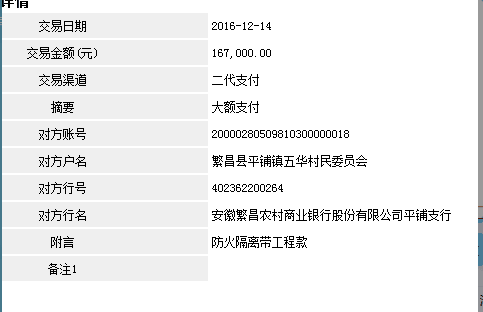 详情
交易日期 2016-12-14
交易金额(元) 167,000.00
交易渠道 二代支付
摘要 大额支付
对方账号 20000280509810300000018
对方户名 繁昌县平铺镇五华村民委员会
对方行号 402362200264
对方行名 安徽繁昌农村商业银行股份有限公司平铺支行
附言 防火隔离带工程款
备注1